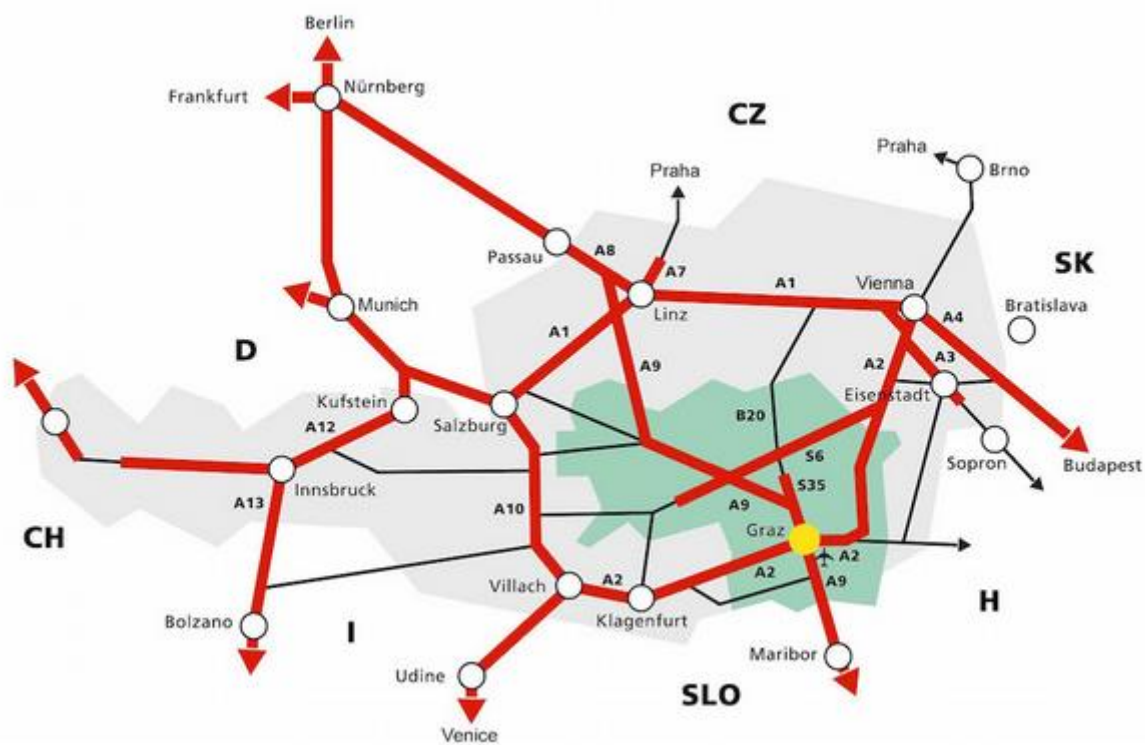 Berlin
Nürnberg
Frankfurt
CZ
Praha
Brno
Praha
Passau
A8
A7
SK
Vienna
A1
Linz
Bratislava
Munich
A4
A1
D
A9
A2
A3
Kufstein
Eisenstadt
Salzburg
B20
A12
S6
Sopron
Budapest
Innsbruck
S35
A13
A10
A9
CH
Graz
A2
A2
A2
A9
Villach
H
Klagenfurt
Bolzano
I
Maribor
Udine
SLO
Venice